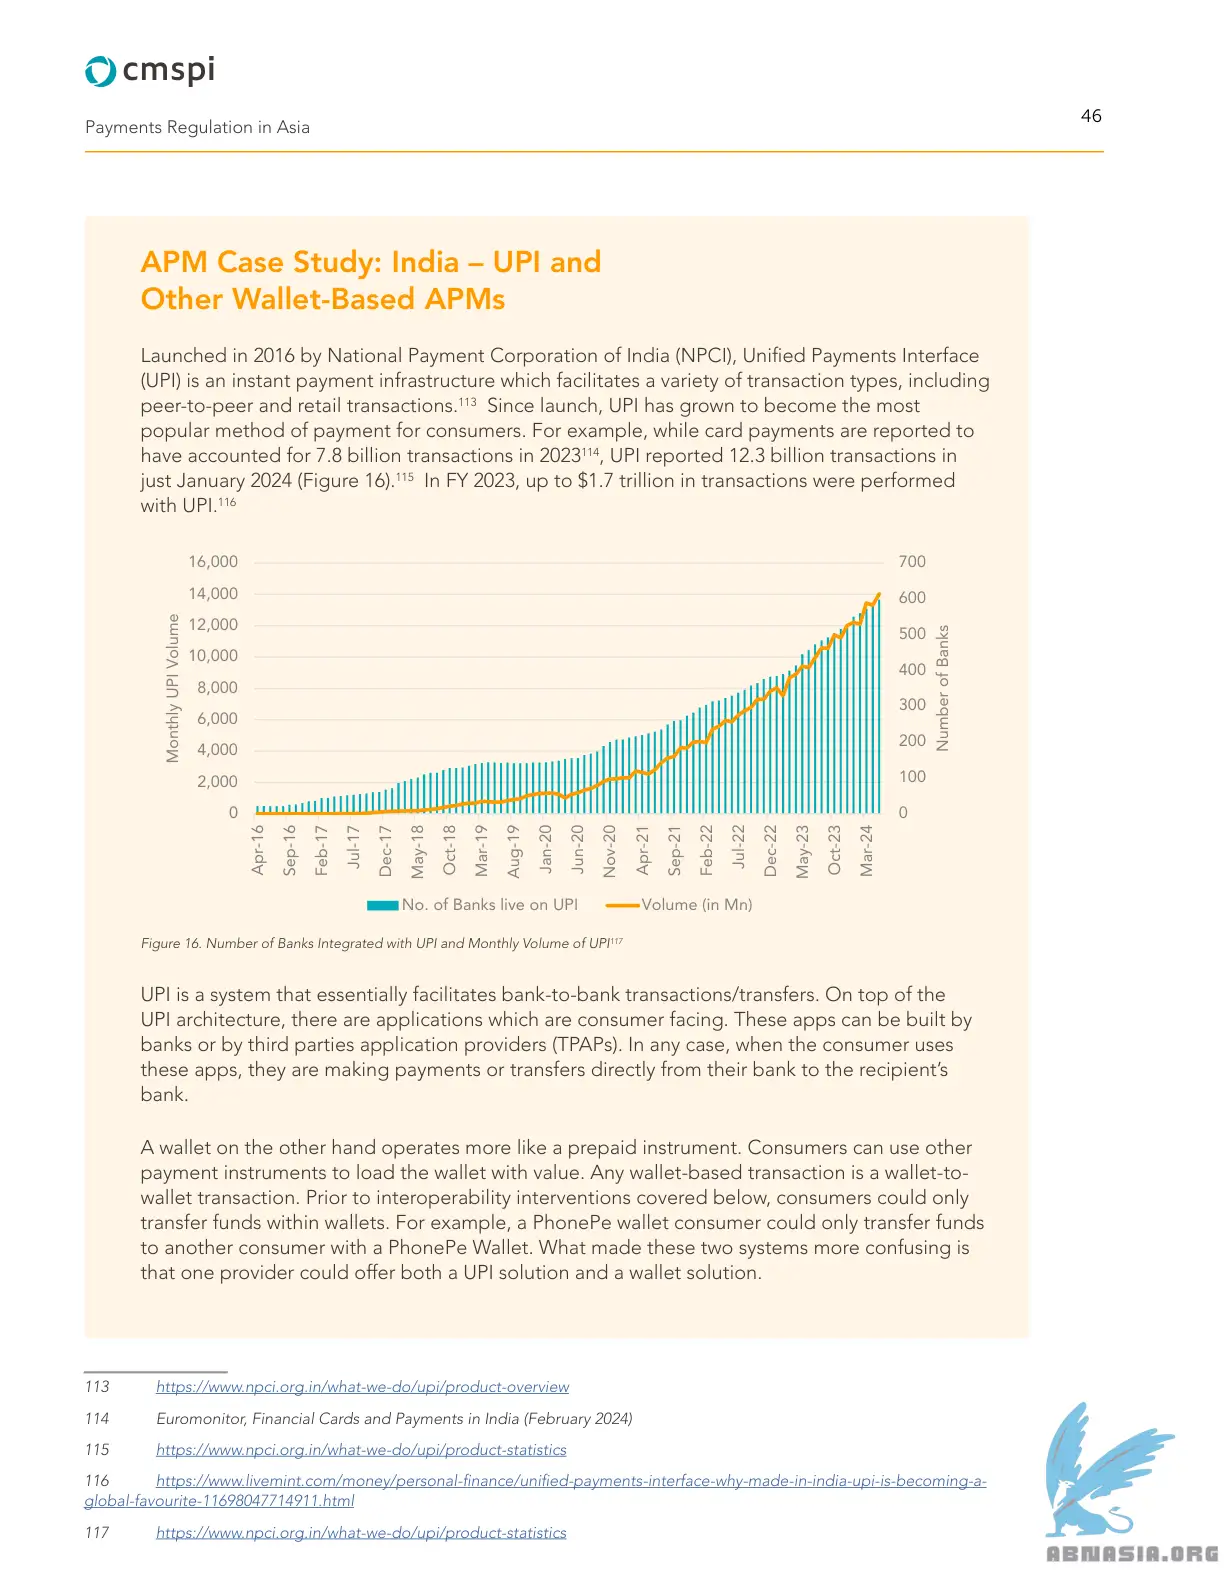 cmspi
Payments Regulation in Asia
46
APM Case Study: India – UPI and
Other Wallet-Based APMs
Launched in 2016 by National Payment Corporation of India (NPCI), Unified Payments Interface
(UPI) is an instant payment infrastructure which facilitates a variety of transaction types, including
peer-to-peer and retail transactions.113 Since launch, UPI has grown to become the most
popular method of payment for consumers. For example, while card payments are reported to
have accounted for 7.8 billion transactions in 2023114, UPI reported 12.3 billion transactions in
just January 2024 (Figure 16).115 In FY 2023, up to $1.7 trillion in transactions were performed
with UPI.116
Monthly UPI Volume
16,000
14,000
12,000
10,000
8,000
6,000
4,000
2,000
0
700
600
500
400
300
200
100
0
Number of Banks
Apr-16
Sep-16
Feb-17
Jul-17
Dec-17
May-18
Oct-18
Mar-19
Aug-19
Jan-20
Jun-20
Nov-20
Apr-21
Sep-21
Feb-22
Jul-22
Dec-22
May-23
Oct-23
Mar-24
No. of Banks live on UPI
Volume (in Mn)
Figure 16. Number of Banks Integrated with UPI and Monthly Volume of UPI117
UPI is a system that essentially facilitates bank-to-bank transactions/transfers. On top of the
UPI architecture, there are applications which are consumer facing. These apps can be built by
banks or by third parties application providers (TPAPs). In any case, when the consumer uses
these apps, they are making payments or transfers directly from their bank to the recipient’s
bank.
A wallet on the other hand operates more like a prepaid instrument. Consumers can use other
payment instruments to load the wallet with value. Any wallet-based transaction is a wallet-to-
wallet transaction. Prior to interoperability interventions covered below, consumers could only
transfer funds within wallets. For example, a PhonePe wallet consumer could only transfer funds
to another consumer with a PhonePe Wallet. What made these two systems more confusing is
that one provider could offer both a UPI solution and a wallet solution.
113 https://www.npci.org.in/what-we-do/upi/product-overview
114 Euromonitor, Financial Cards and Payments in India (February 2024)
115 https://www.npci.org.in/what-we-do/upi/product-statistics
116 https://www.livemint.com/money/personal-finance/unified-payments-interface-why-made-in-india-upi-is-becoming-a-
global-favourite-11698047714911.html
117 https://www.npci.org.in/what-we-do/upi/product-statistics
ABNASIA.ORG